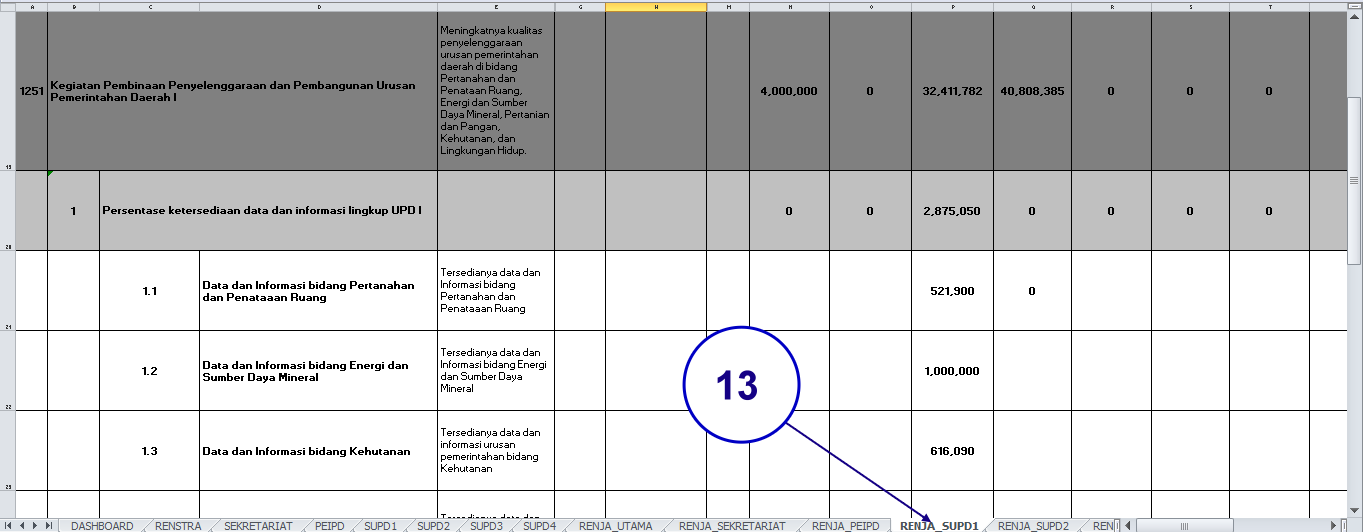 A B C D E G H M N O P Q R S T
1251 Kegiatan Pembinaan Penyelenggaraan dan Pembangunan Urusan
Pemerintahan Daerah I
Meningkatnya kualitas
penyelenggaraan
urusan pemerintahan
daerah di bidang
Pertanahan dan
Penataan Ruang,
Energi dan Sumber
Daya Mineral, Pertanian
dan Pangan,
Kehutanan, dan
Lingkungan Hidup.
4,000,000 0 32,411,782 40,808,385 0 0 0
19
1 Persentase ketersediaan data dan informasi lingkup UPD I 0 0 2,875,050 0 0 0 0
20
1.1 Data dan Informasi bidang Pertanahan
dan Penataaan Ruang
Tersedianya data dan
Informasi bidang
Pertanahan dan
Penataaan Ruang
521,900 0
21
1.2 Data dan Informasi bidang Energi dan
Sumber Daya Mineral
Tersedianya data dan
Informasi bidang Energi
dan Sumber Daya
Mineral
1,000,000
22
13
1.3 Data dan Informasi bidang Kehutanan
Tersedianya data dan
informasi urusan
pemerintahan bidang
Kehutanan
616,090
23
Tersedianya data dan
DASHBOARD RENSTRA SEKRETARIAT PEIPD SUPD1 SUPD2 SUPD3 SUPD4 RENJA_UTAMA RENJA_SEKRETARIAT RENJA_PEIPD RENJA_SUPD1 RENJA_SUPD2 REN